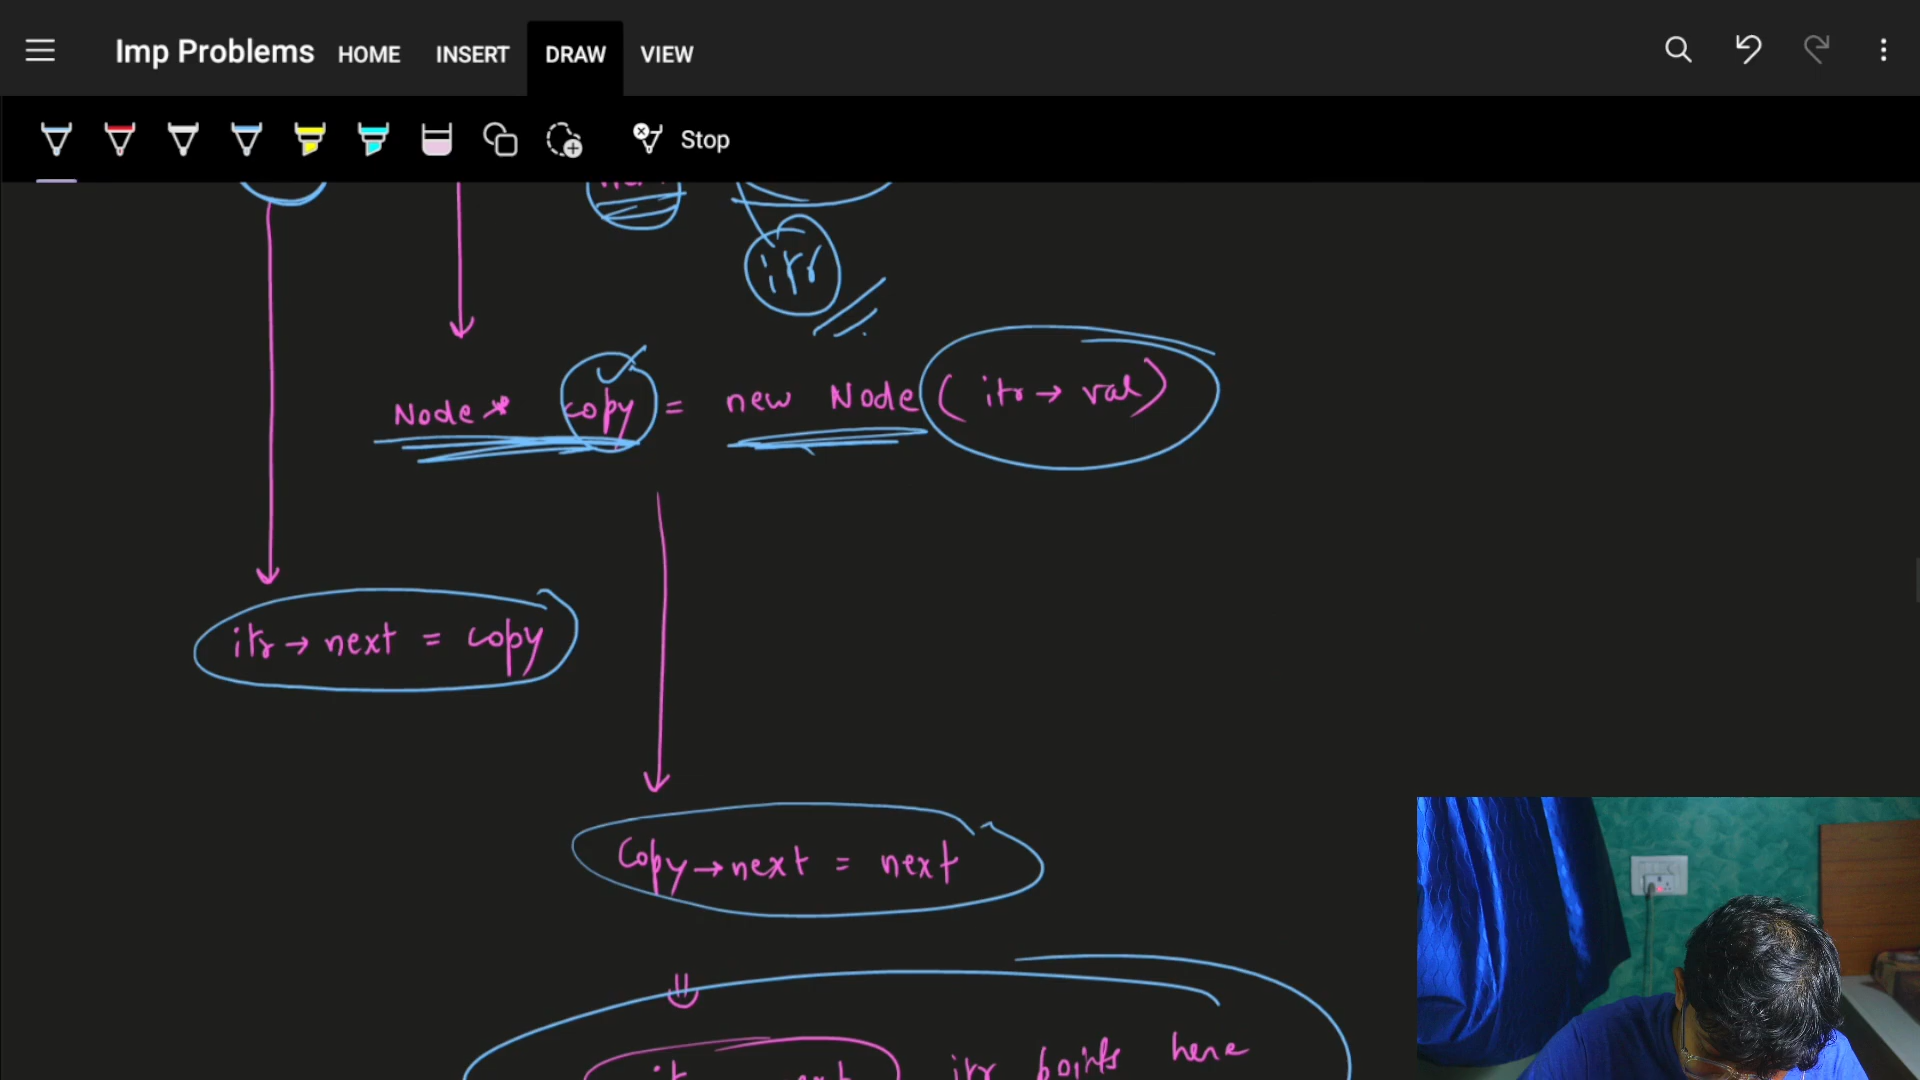 Imp Problems HOME INSERT DRAW VIEW
Stop
itr
Node* copy = new Node (itr → val)
itr → next = copy
Copy → next = next
itr points here